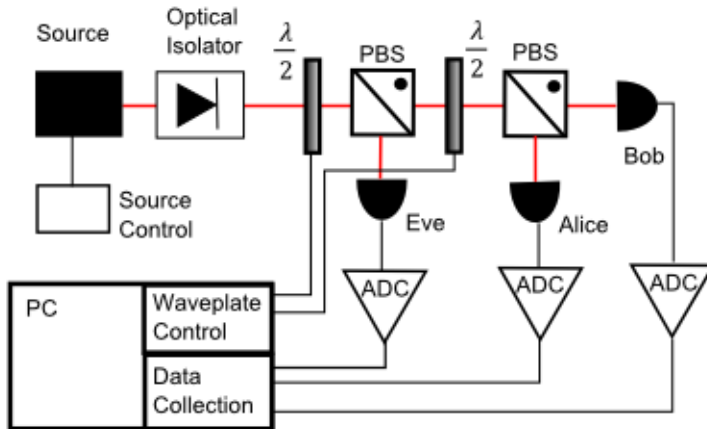 Source
Optical
Isolator
λ/2
PBS
λ/2
PBS
Bob
Source
Control
Eve
Alice
ADC
ADC
ADC
PC
Waveplate
Control
Data
Collection